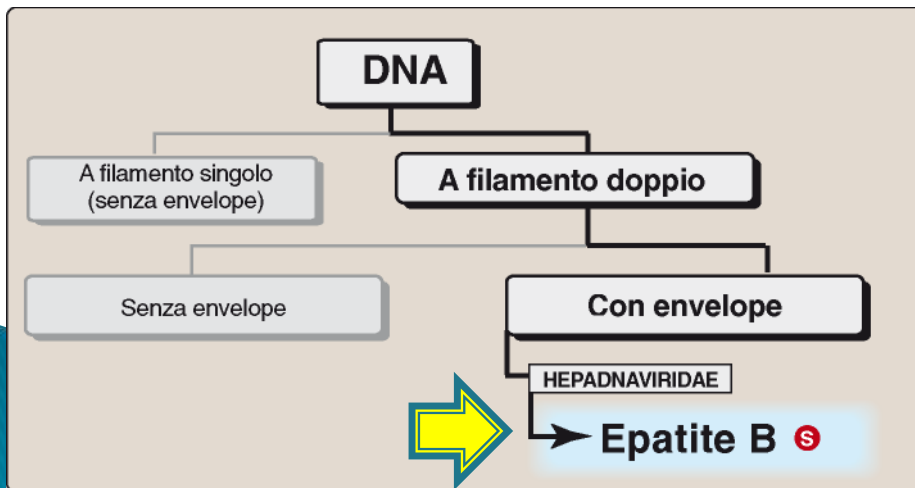 DNA
A filamento singolo
(senza envelope)
A filamento doppio
Senza envelope
Con envelope
HEPADNAVIRIDAE
Epatite B S